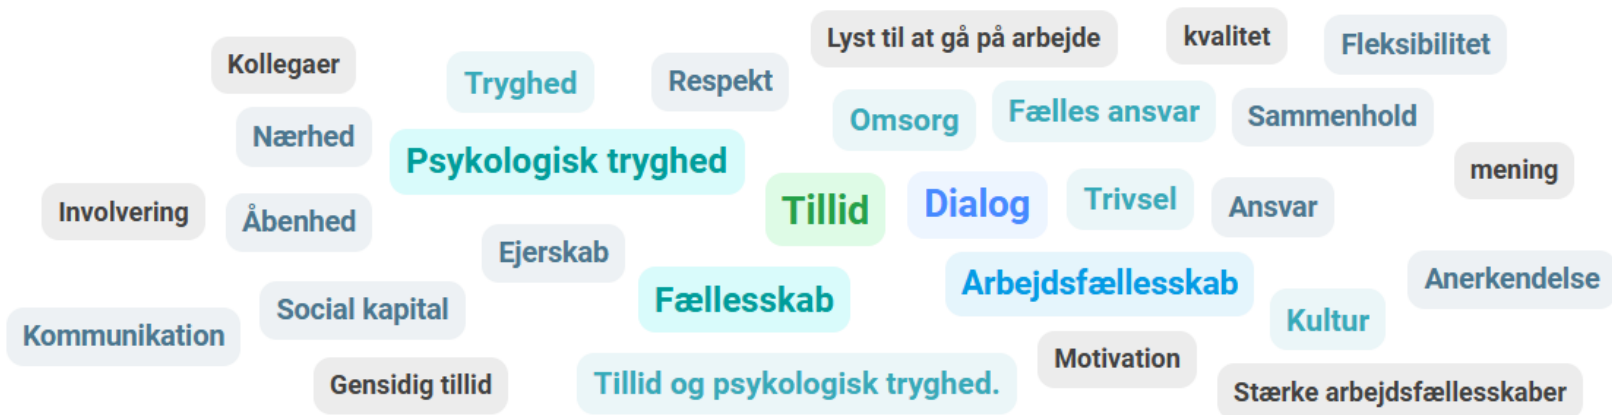 Lyst til at gå på arbejde
kvalitet
Fleksibilitet
Kollegaer
Tryghed
Respekt
Omsorg
Fælles ansvar
Sammenhold
Nærhed
Psykologisk tryghed
mening
Involvering
Åbenhed
Tillid
Dialog
Trivsel
Ansvar
Ejerskab
Arbejdsfællesskab
Anerkendelse
Social kapital
Fællesskab
Kultur
Kommunikation
Motivation
Gensidig tillid
Tillid og psykologisk tryghed.
Stærke arbejdsfællesskaber